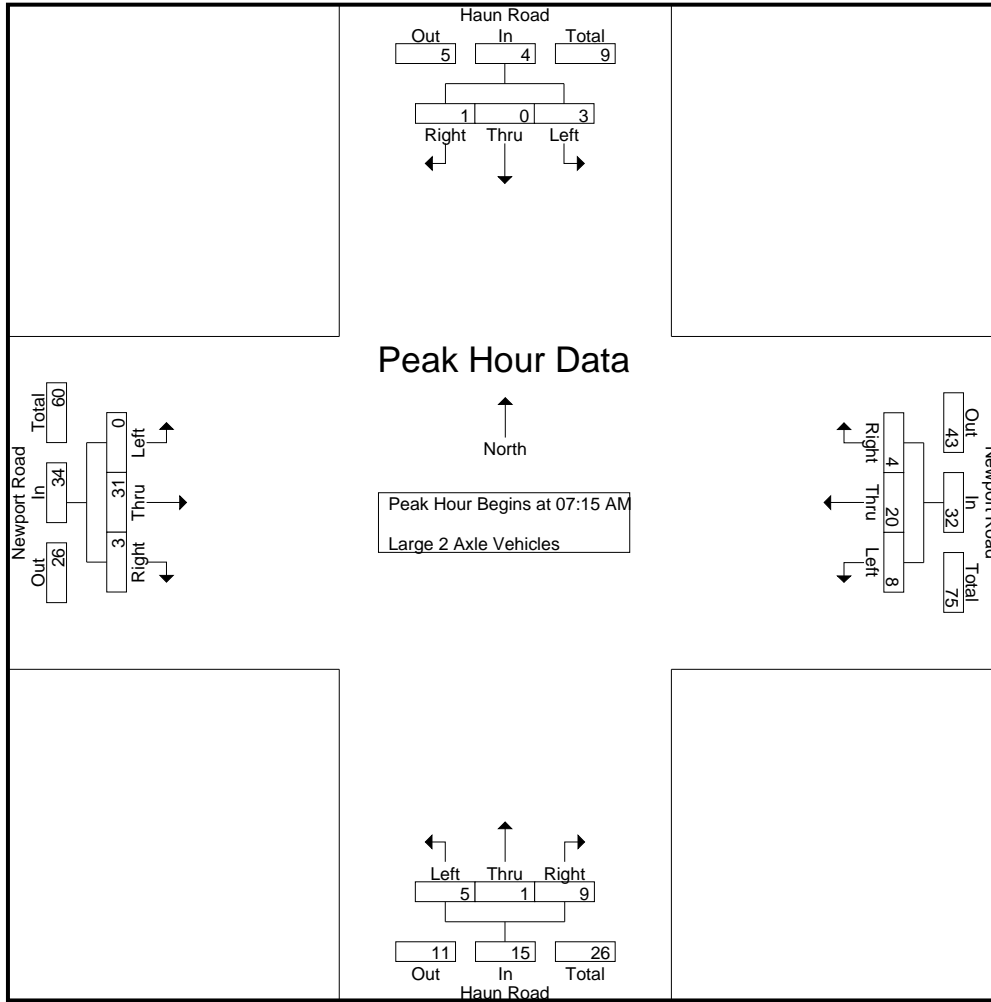 Haun Road
Out In Total
5 4 9
1 0 3
Right Thru Left
Peak Hour Data
North
Peak Hour Begins at 07:15 AM
Large 2 Axle Vehicles
Newport Road
Out In Total
26 34 60
Right Thru Left
3 31 0
Newport Road
Out In Total
43 32 75
Right Thru Left
4 20 8
Left Thru Right
5 1 9
11 15 26
Out In Total
Haun Road